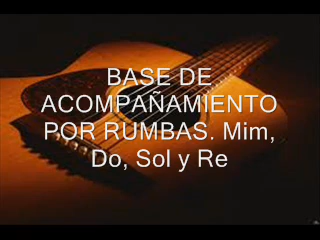 BASE DE
ACOMPAÑAMIENTO
POR RUMBAS. Mim,
Do, Sol y Re